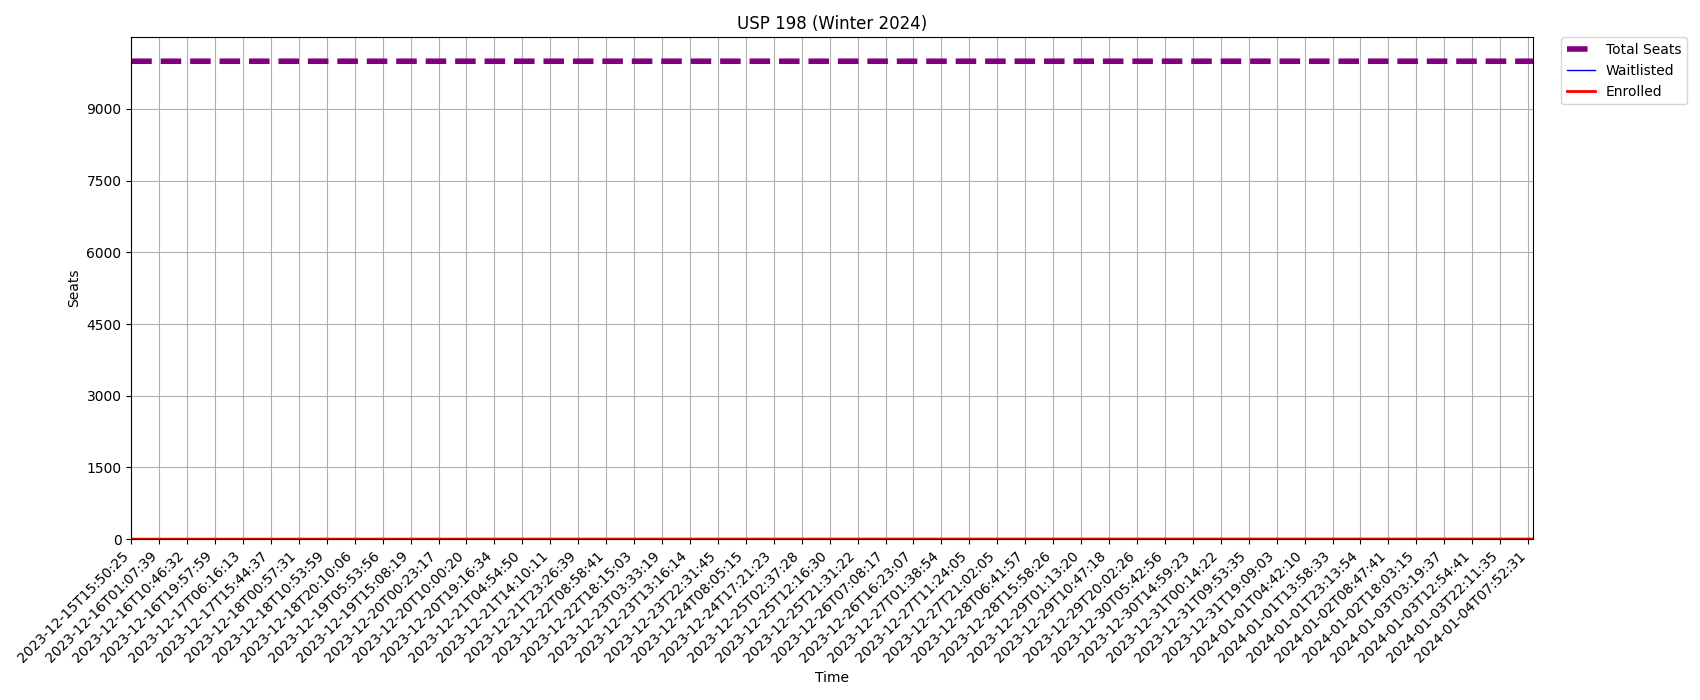 USP 198 (Winter 2024)
Total Seats
Waitlisted
Enrolled
9000
7500
6000
4500
3000
1500
0
Seats
2023-12-15T15:50:25
2023-12-16T01:07:39
2023-12-16T10:46:32
2023-12-16T19:57:59
2023-12-17T06:16:13
2023-12-17T15:44:37
2023-12-18T00:57:31
2023-12-18T10:53:59
2023-12-18T20:10:06
2023-12-19T05:53:56
2023-12-19T15:08:19
2023-12-20T00:23:17
2023-12-20T10:00:20
2023-12-20T19:16:34
2023-12-21T04:54:50
2023-12-21T14:10:11
2023-12-21T23:26:39
2023-12-22T08:58:41
2023-12-22T18:15:03
2023-12-23T03:33:19
2023-12-23T13:16:14
2023-12-23T22:31:45
2023-12-24T08:05:15
2023-12-24T17:21:23
2023-12-25T02:37:28
2023-12-25T12:16:30
2023-12-25T21:31:22
2023-12-26T07:08:17
2023-12-26T16:23:07
2023-12-27T01:38:54
2023-12-27T11:24:05
2023-12-27T21:02:05
2023-12-28T06:41:57
2023-12-28T15:58:26
2023-12-29T01:13:20
2023-12-29T10:47:18
2023-12-29T20:02:26
2023-12-30T05:42:56
2023-12-30T14:59:23
2023-12-31T00:14:22
2023-12-31T09:53:35
2023-12-31T19:09:03
2024-01-01T04:42:10
2024-01-01T13:58:33
2024-01-01T23:13:54
2024-01-02T08:47:41
2024-01-02T18:03:15
2024-01-03T03:19:37
2024-01-03T12:54:41
2024-01-03T22:11:35
2024-01-04T07:52:31
Time